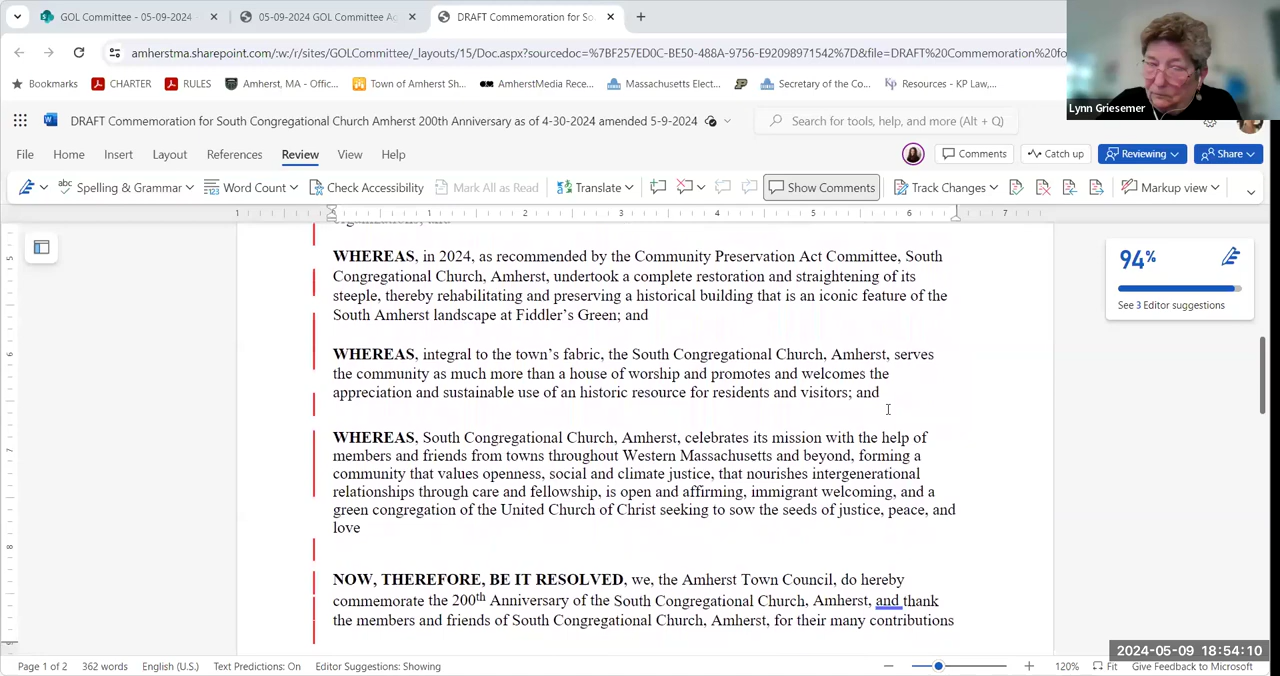 GOL Committee - 05-09-2024
05-09-2024 GOL Committee Ag
DRAFT Commemoration for So
amherstma.sharepoint.com/w/r/sites/GOLCommittee/_layouts/15/Doc.aspx?sourcedoc=%7BF257ED0C-BE50-488A-9756-E92098971542%7D&file=DRAFT%20Commemoration%20fo
Bookmarks CHARTER RULES Amherst, MA - Offic... Town of Amherst Sh... AmherstMedia Rece... Massachusetts Elect... Secretary of the Co... Resources - KP Law,...
Lynn Griesemer
DRAFT Commemoration for South Congregational Church Amherst 200th Anniversary as of 4-30-2024 amended 5-9-2024
Search for tools, help, and more (Alt + Q)
File Home Insert Layout References Review View Help
Comments Catch up Reviewing Share
abc Spelling & Grammar Word Count Check Accessibility Mark All as Read Translate Show Comments Track Changes Markup view
1 1 2 3 4 5 6 7
WHEREAS, in 2024, as recommended by the Community Preservation Act Committee, South
Congregational Church, Amherst, undertook a complete restoration and straightening of its
steeple, thereby rehabilitating and preserving a historical building that is an iconic feature of the
South Amherst landscape at Fiddler's Green; and
WHEREAS, integral to the town's fabric, the South Congregational Church, Amherst, serves
the community as much more than a house of worship and promotes and welcomes the
appreciation and sustainable use of an historic resource for residents and visitors; and
WHEREAS, South Congregational Church, Amherst, celebrates its mission with the help of
members and friends from towns throughout Western Massachusetts and beyond, forming a
community that values openness, social and climate justice, that nourishes intergenerational
relationships through care and fellowship, is open and affirming, immigrant welcoming, and a
green congregation of the United Church of Christ seeking to sow the seeds of justice, peace, and
love
NOW, THEREFORE, BE IT RESOLVED, we, the Amherst Town Council, do hereby
commemorate the 200th Anniversary of the South Congregational Church, Amherst, and thank
the members and friends of South Congregational Church, Amherst, for their many contributions
94%
See 3 Editor suggestions
2024-05-09 18:54:10
Page 1 of 2 362 words English (U.S.) Text Predictions: On Editor Suggestions: Showing 120% Fit Give Feedback to Microsoft